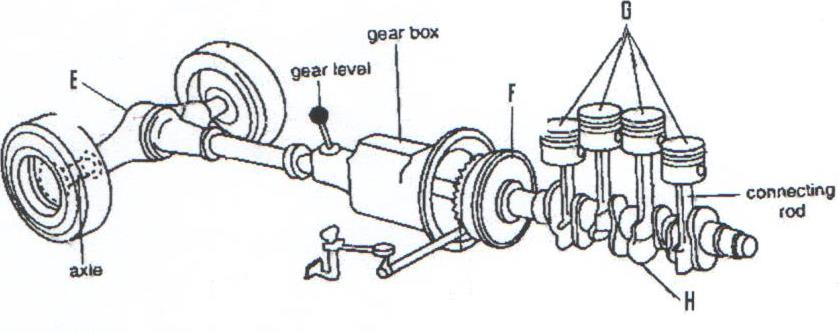 G
gear box
E
gear level
F
connecting
rod
axle
H